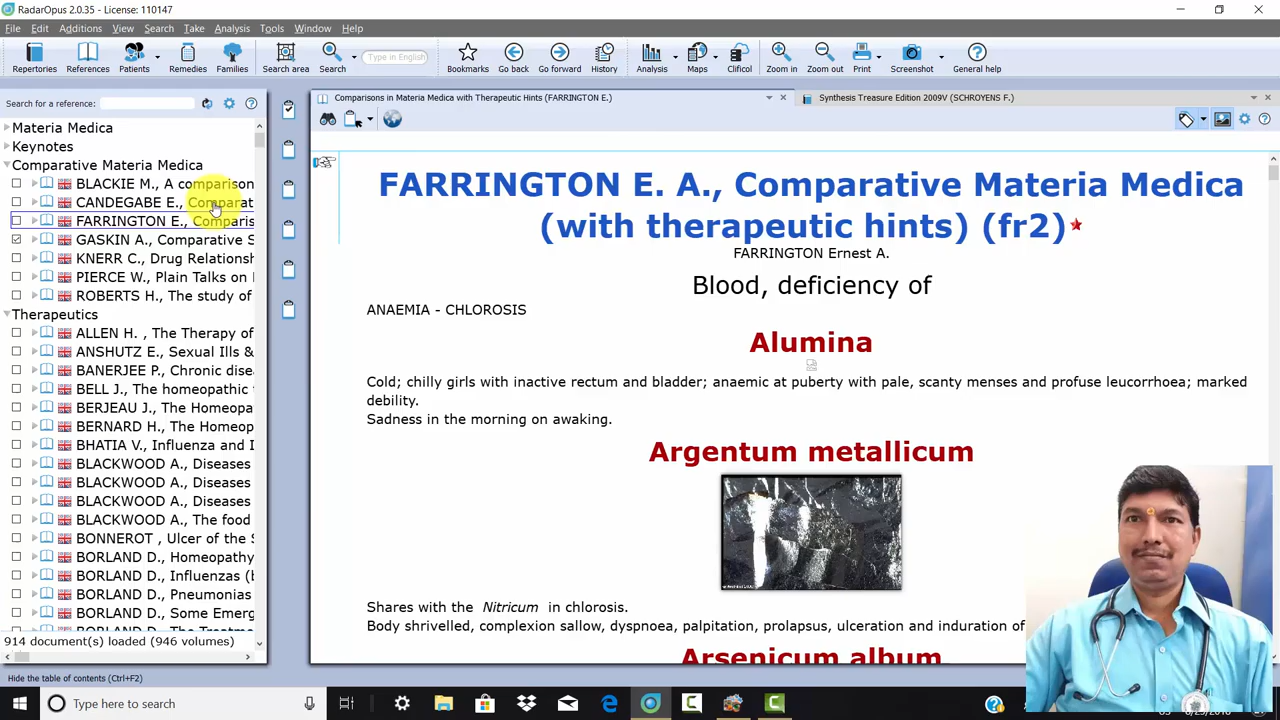 RadarOpus 2.0.35 - License: 110147
File Edit Additions View Search Take Analysis Tools Window Help
Repertories References Patients Remedies Families Search area Search Type in English Bookmarks Go back Go forward History Analysis Maps Clificol Zoom in Zoom out Print Screenshot General help
Search for a reference:
Materia Medica
Keynotes
Comparative Materia Medica
BLACKIE M., A comparison
CANDEGABE E., Comparat
FARRINGTON E., Comparis
GASKIN A., Comparative S
KNERR C., Drug Relationsh
PIERCE W., Plain Talks on
ROBERTS H., The study of
Therapeutics
ALLEN H. , The Therapy of
ANSHUTZ E., Sexual Ills &
BANERJEE P., Chronic dise
BELL J., The homeopathic
BERJEAU J., The Homeopa
BERNARD H., The Homeop
BHATIA V., Influenza and I
BLACKWOOD A., Diseases
BLACKWOOD A., Diseases
BLACKWOOD A., Diseases
BLACKWOOD A., The food
BONNEROT , Ulcer of the S
BORLAND D., Homeopathy
BORLAND D., Influenzas (b
BORLAND D., Pneumonias
BORLAND D., Some Emerg
914 document(s) loaded (946 volumes)
Hide the table of contents (Ctrl+F2)
Comparisons in Materia Medica with Therapeutic Hints (FARRINGTON E.)
Synthesis Treasure Edition 2009V (SCHROYENS F.)
FARRINGTON E. A., Comparative Materia Medica
(with therapeutic hints) (fr2)
FARRINGTON Ernest A.
Blood, deficiency of
ANAEMIA - CHLOROSIS
Alumina
Cold; chilly girls with inactive rectum and bladder; anaemic at puberty with pale, scanty menses and profuse leucorrhoea; marked
debility.
Sadness in the morning on awaking.
Argentum metallicum
Shares with the Nitricum in chlorosis.
Body shrivelled, complexion sallow, dyspnoea, palpitation, prolapsus, ulceration and induration of
Arsenicum album
Type here to search